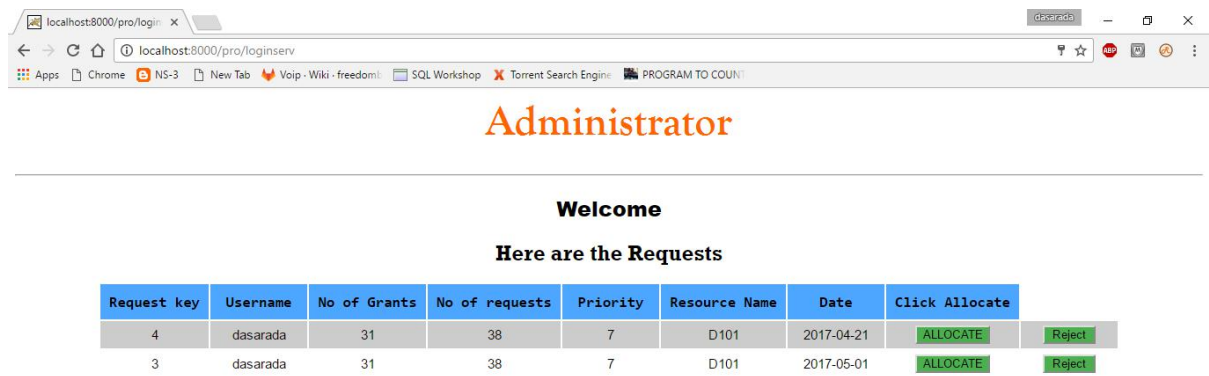 localhost:8000/pro/login
dasarada
localhost:8000/pro/loginserv
ABP
Apps Chrome NS-3 New Tab Voip - Wiki - freedomb SQL Workshop Torrent Search Engine PROGRAM TO COUNT
Administrator
Welcome
Here are the Requests
Request key Username No of Grants No of requests Priority Resource Name Date Click Allocate
4 dasarada 31 38 7 D101 2017-04-21 ALLOCATE Reject
3 dasarada 31 38 7 D101 2017-05-01 ALLOCATE Reject